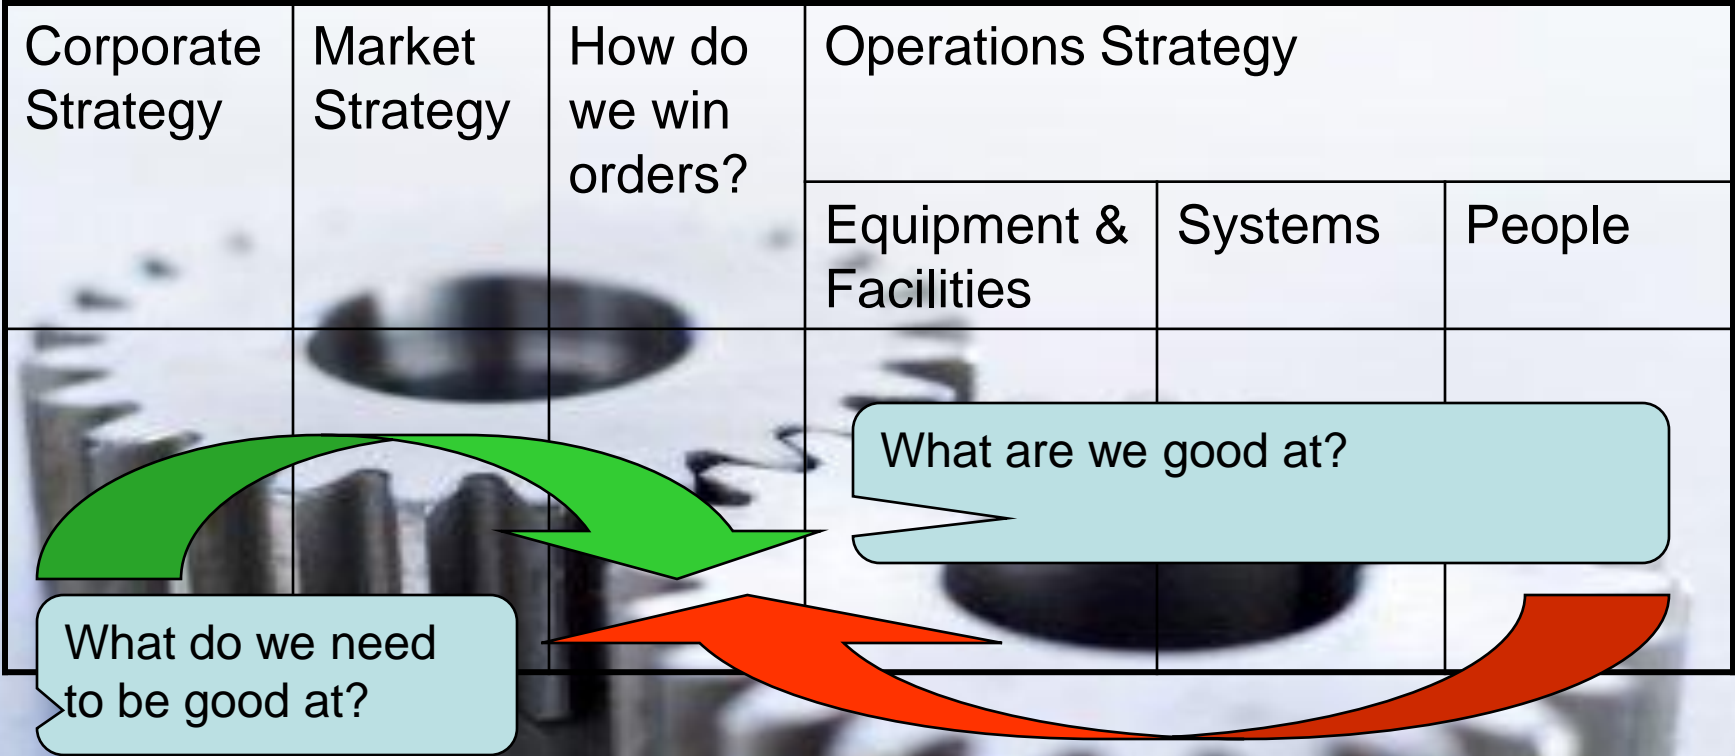 Corporate
Strategy
Market
Strategy
How do
we win
orders?
Operations Strategy
Equipment &
Facilities
Systems
People
What are we good at?
What do we need
to be good at?